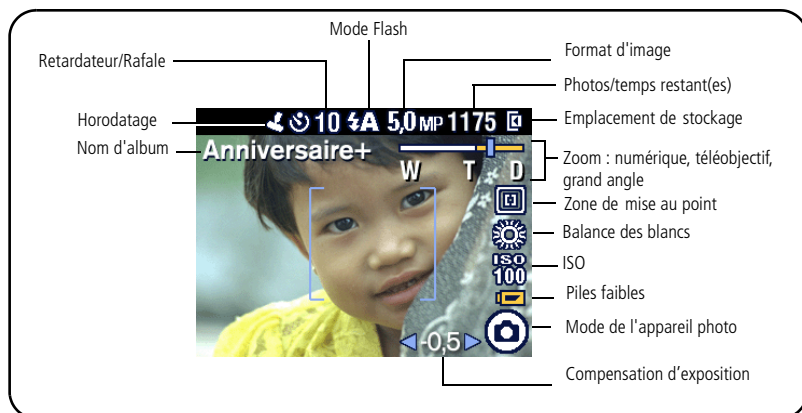 Mode Flash
Retardateur/Rafale
Format d'image
Photos/temps restant(es)
Horodatage
10 A 5,0 MP 1175
Emplacement de stockage
Nom d'album
Anniversaire+
W T D
Zoom : numérique, téléobjectif,
grand angle
Zone de mise au point
Balance des blancs
ISO
100
ISO
Piles faibles
Mode de l'appareil photo
-0,5
Compensation d'exposition